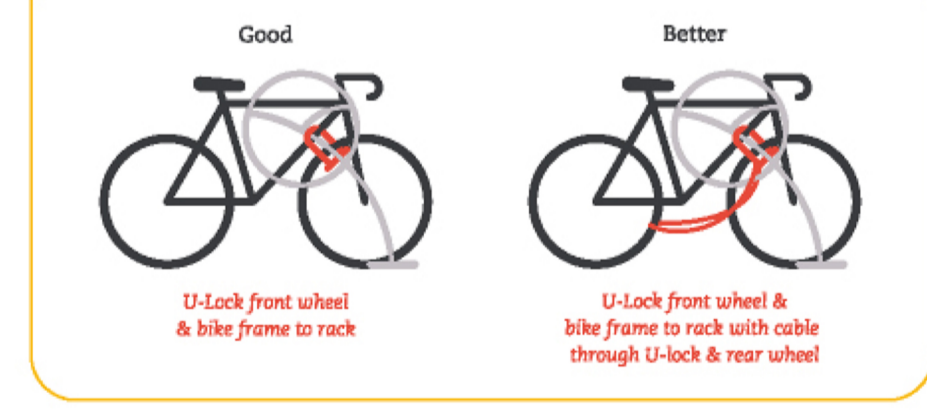 Good
Better
U-Lock front wheel
& bike frame to rack
U-Lock front wheel &
bike frame to rack with cable
through U-lock & rear wheel